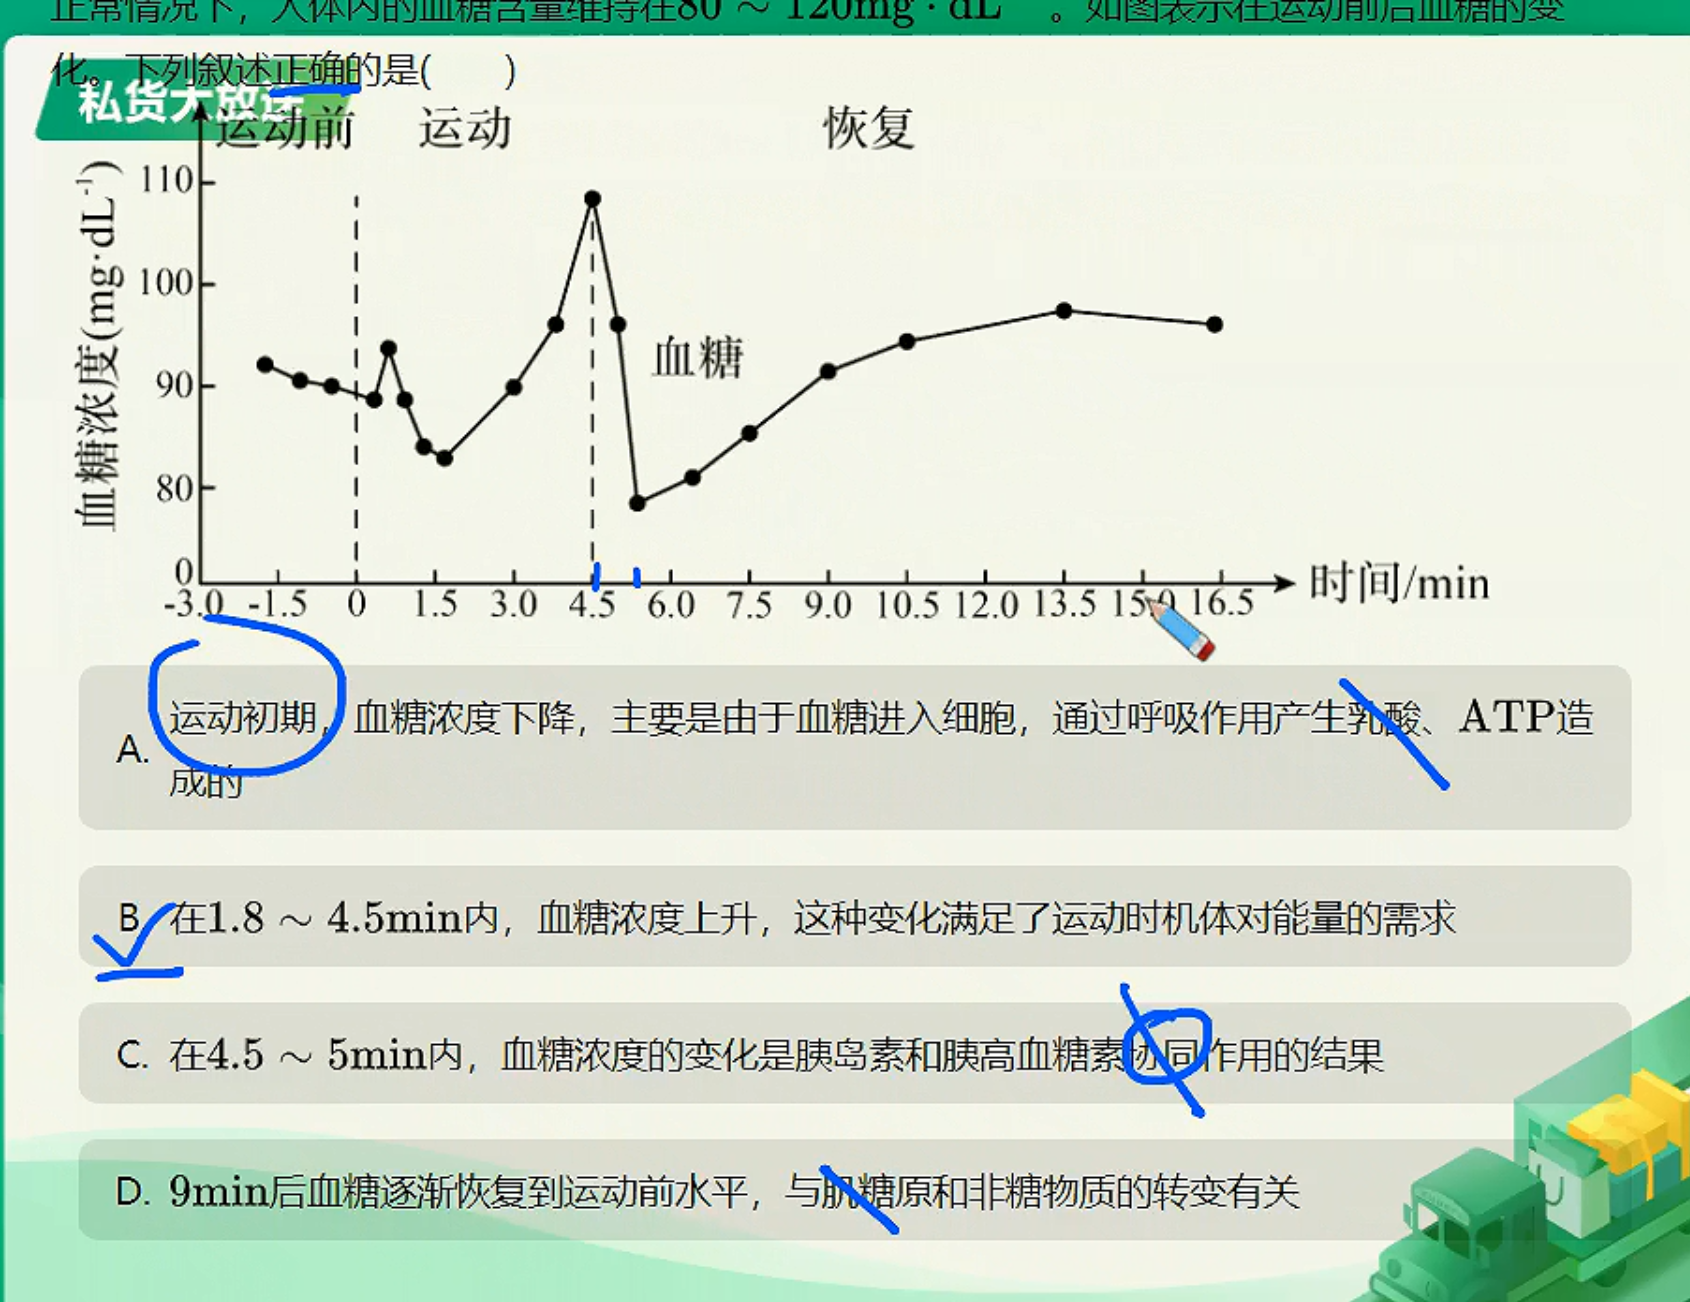 正常情况下，人体内的血糖含量维持在80 ~ 120mg · dL 。如图表示在运动前后血糖的变
化。下列叙述正确的是(  )
私货大放送
运动前 运动 恢复
血糖浓度(mg·dL⁻¹)
110
100
90
80
0
血糖
-3.0 -1.5 0 1.5 3.0 4.5 6.0 7.5 9.0 10.5 12.0 13.5 15.0 16.5
时间/min
A. 运动初期，血糖浓度下降，主要是由于血糖进入细胞，通过呼吸作用产生乳酸、ATP造
成的
B. 在1.8 ~ 4.5min内，血糖浓度上升，这种变化满足了运动时机体对能量的需求
C. 在4.5 ~ 5min内，血糖浓度的变化是胰岛素和胰高血糖素协同作用的结果
D. 9min后血糖逐渐恢复到运动前水平，与肌糖原和非糖物质的转变有关